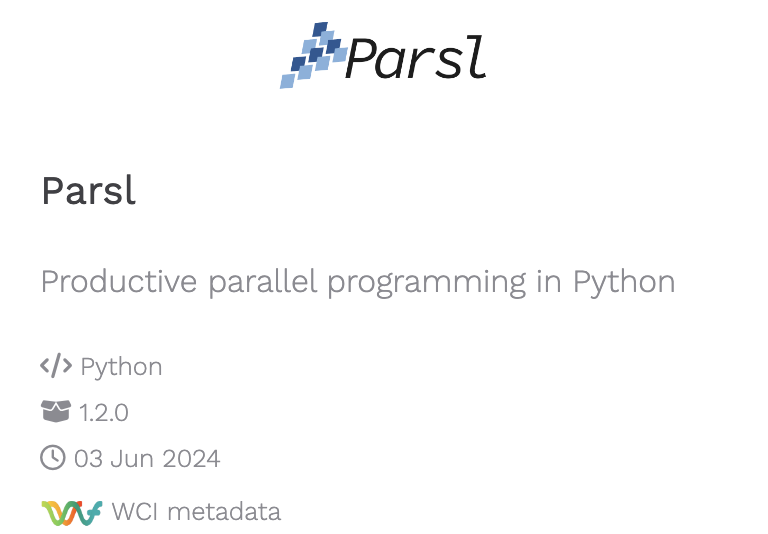 Parsl
Parsl
Productive parallel programming in Python
</> Python
1.2.0
03 Jun 2024
WCI metadata